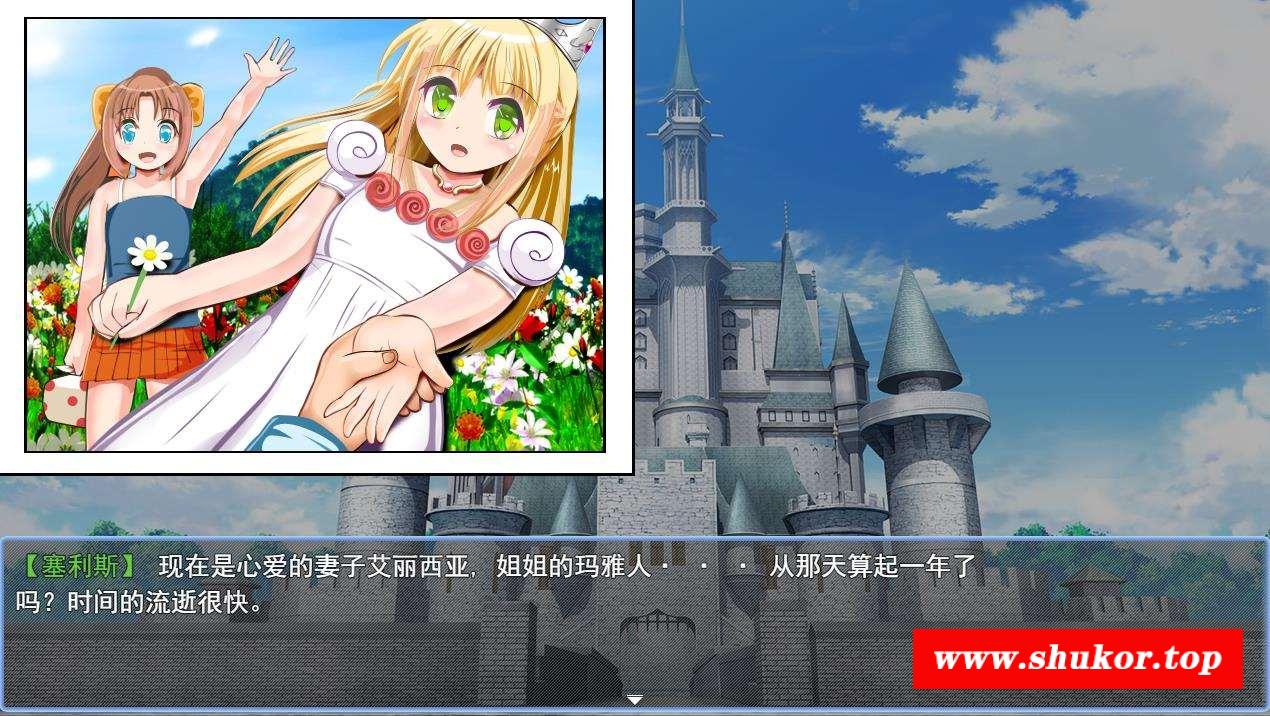 【塞利斯】 现在是心爱的妻子艾丽西亚，姐姐的玛雅人・ ・ ・ 从那天算起一年了
吗？时间的流逝很快。
www.shukor.top